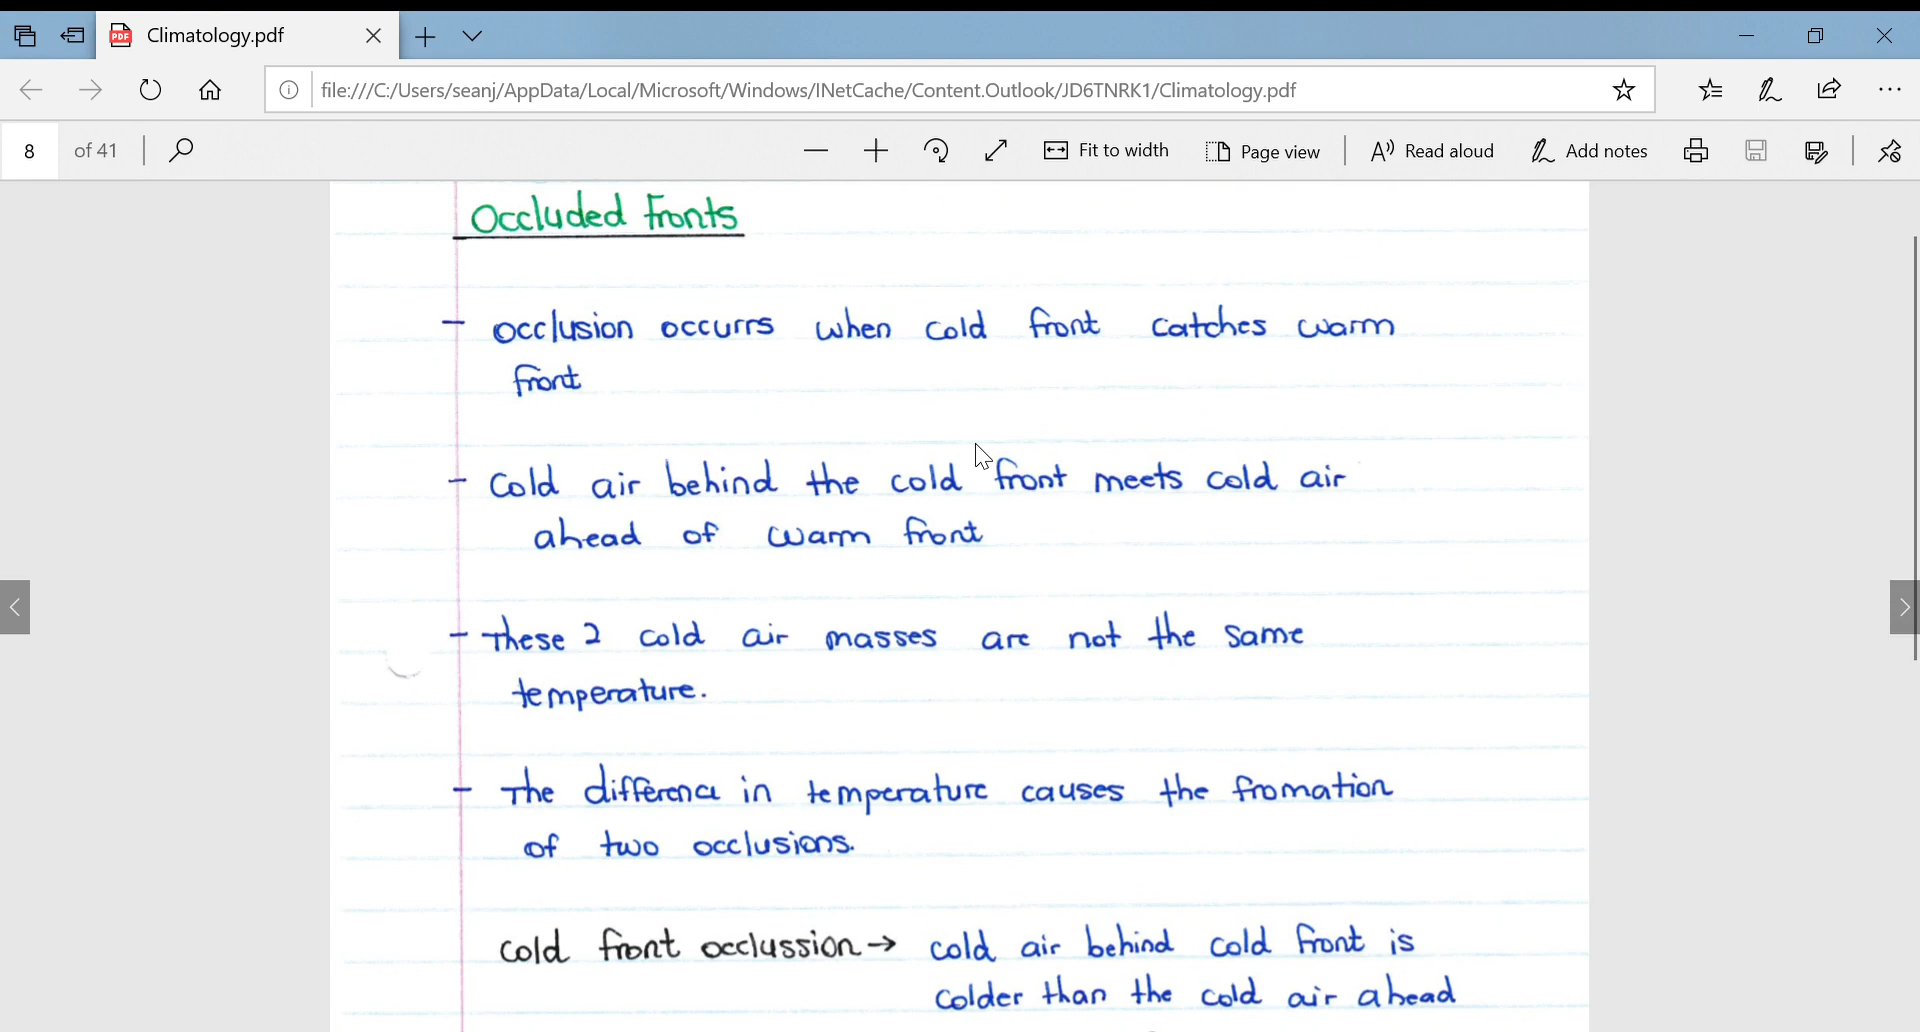 Climatology.pdf
file:///C:/Users/seanj/AppData/Local/Microsoft/Windows/INetCache/Content.Outlook/JD6TNRK1/Climatology.pdf
8 of 41 Fit to width Page view Read aloud Add notes
Occluded Fronts
- occlusion occurrs when cold front catches warm
front
- Cold air behind the cold front meets cold air
ahead of warm front
- These 2 cold air masses are not the same
temperature.
- The difference in temperature causes the fromation
of two occlusions.
cold front occlussion → cold air behind cold front is
colder than the cold air ahead